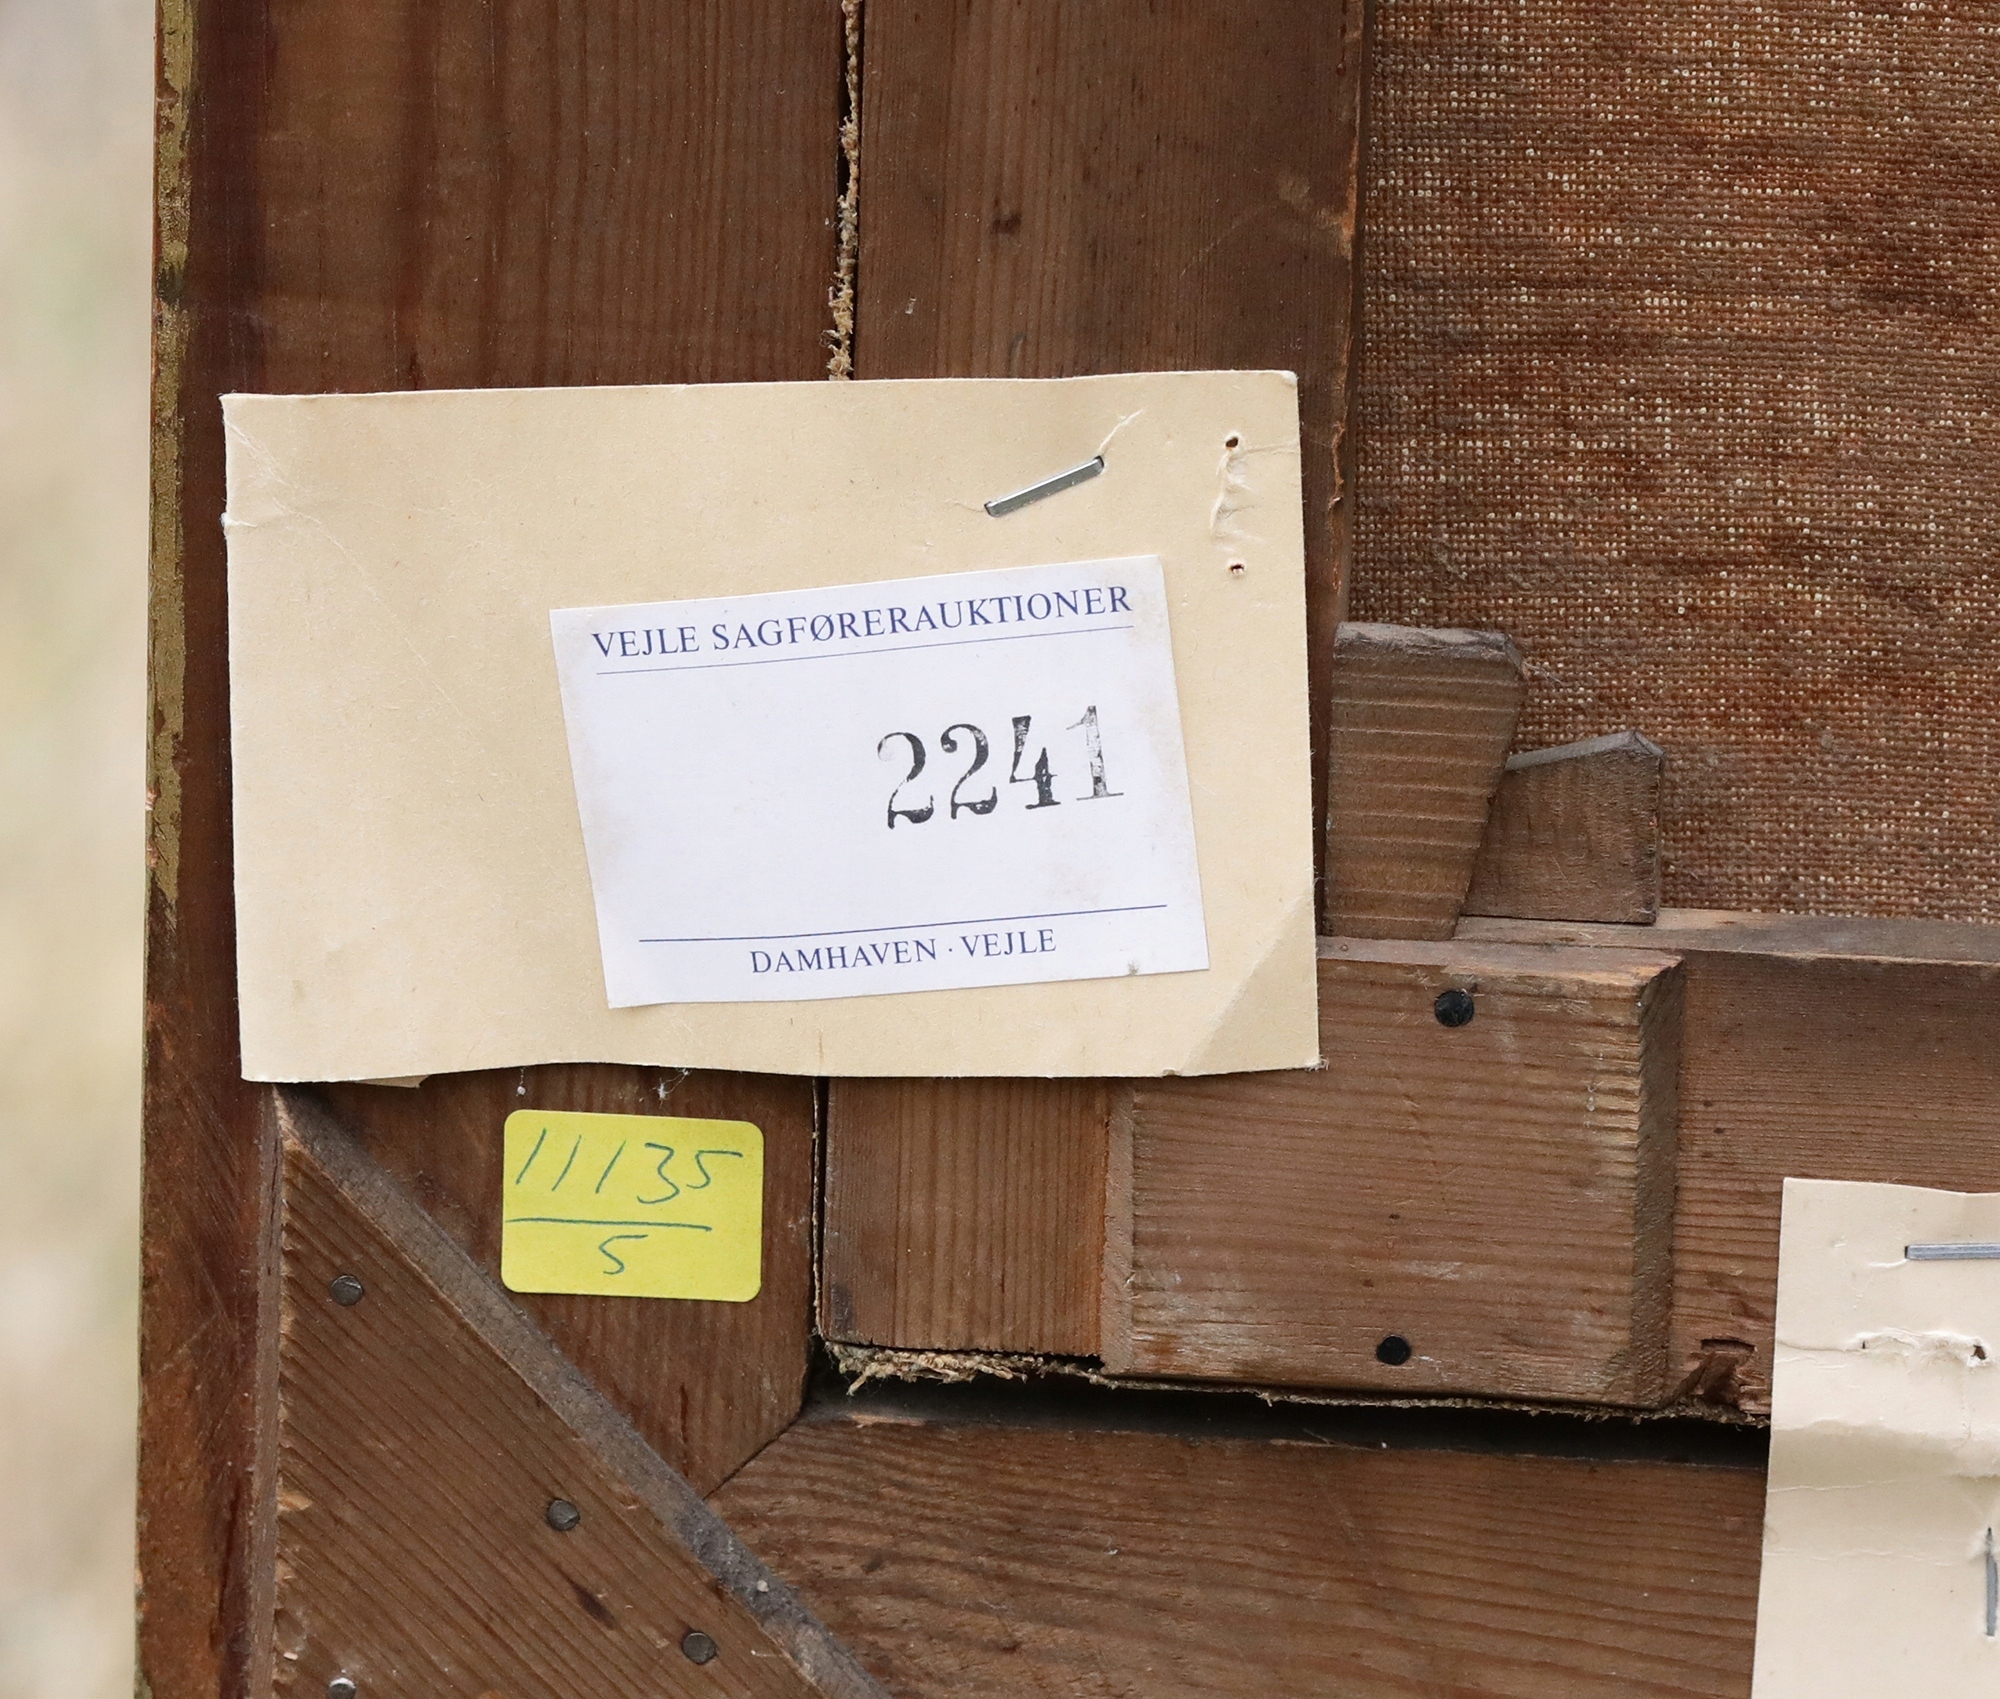 VEJLE SAGFØRERAUKTIONER
2241
DAMHAVEN · VEJLE
11135
5